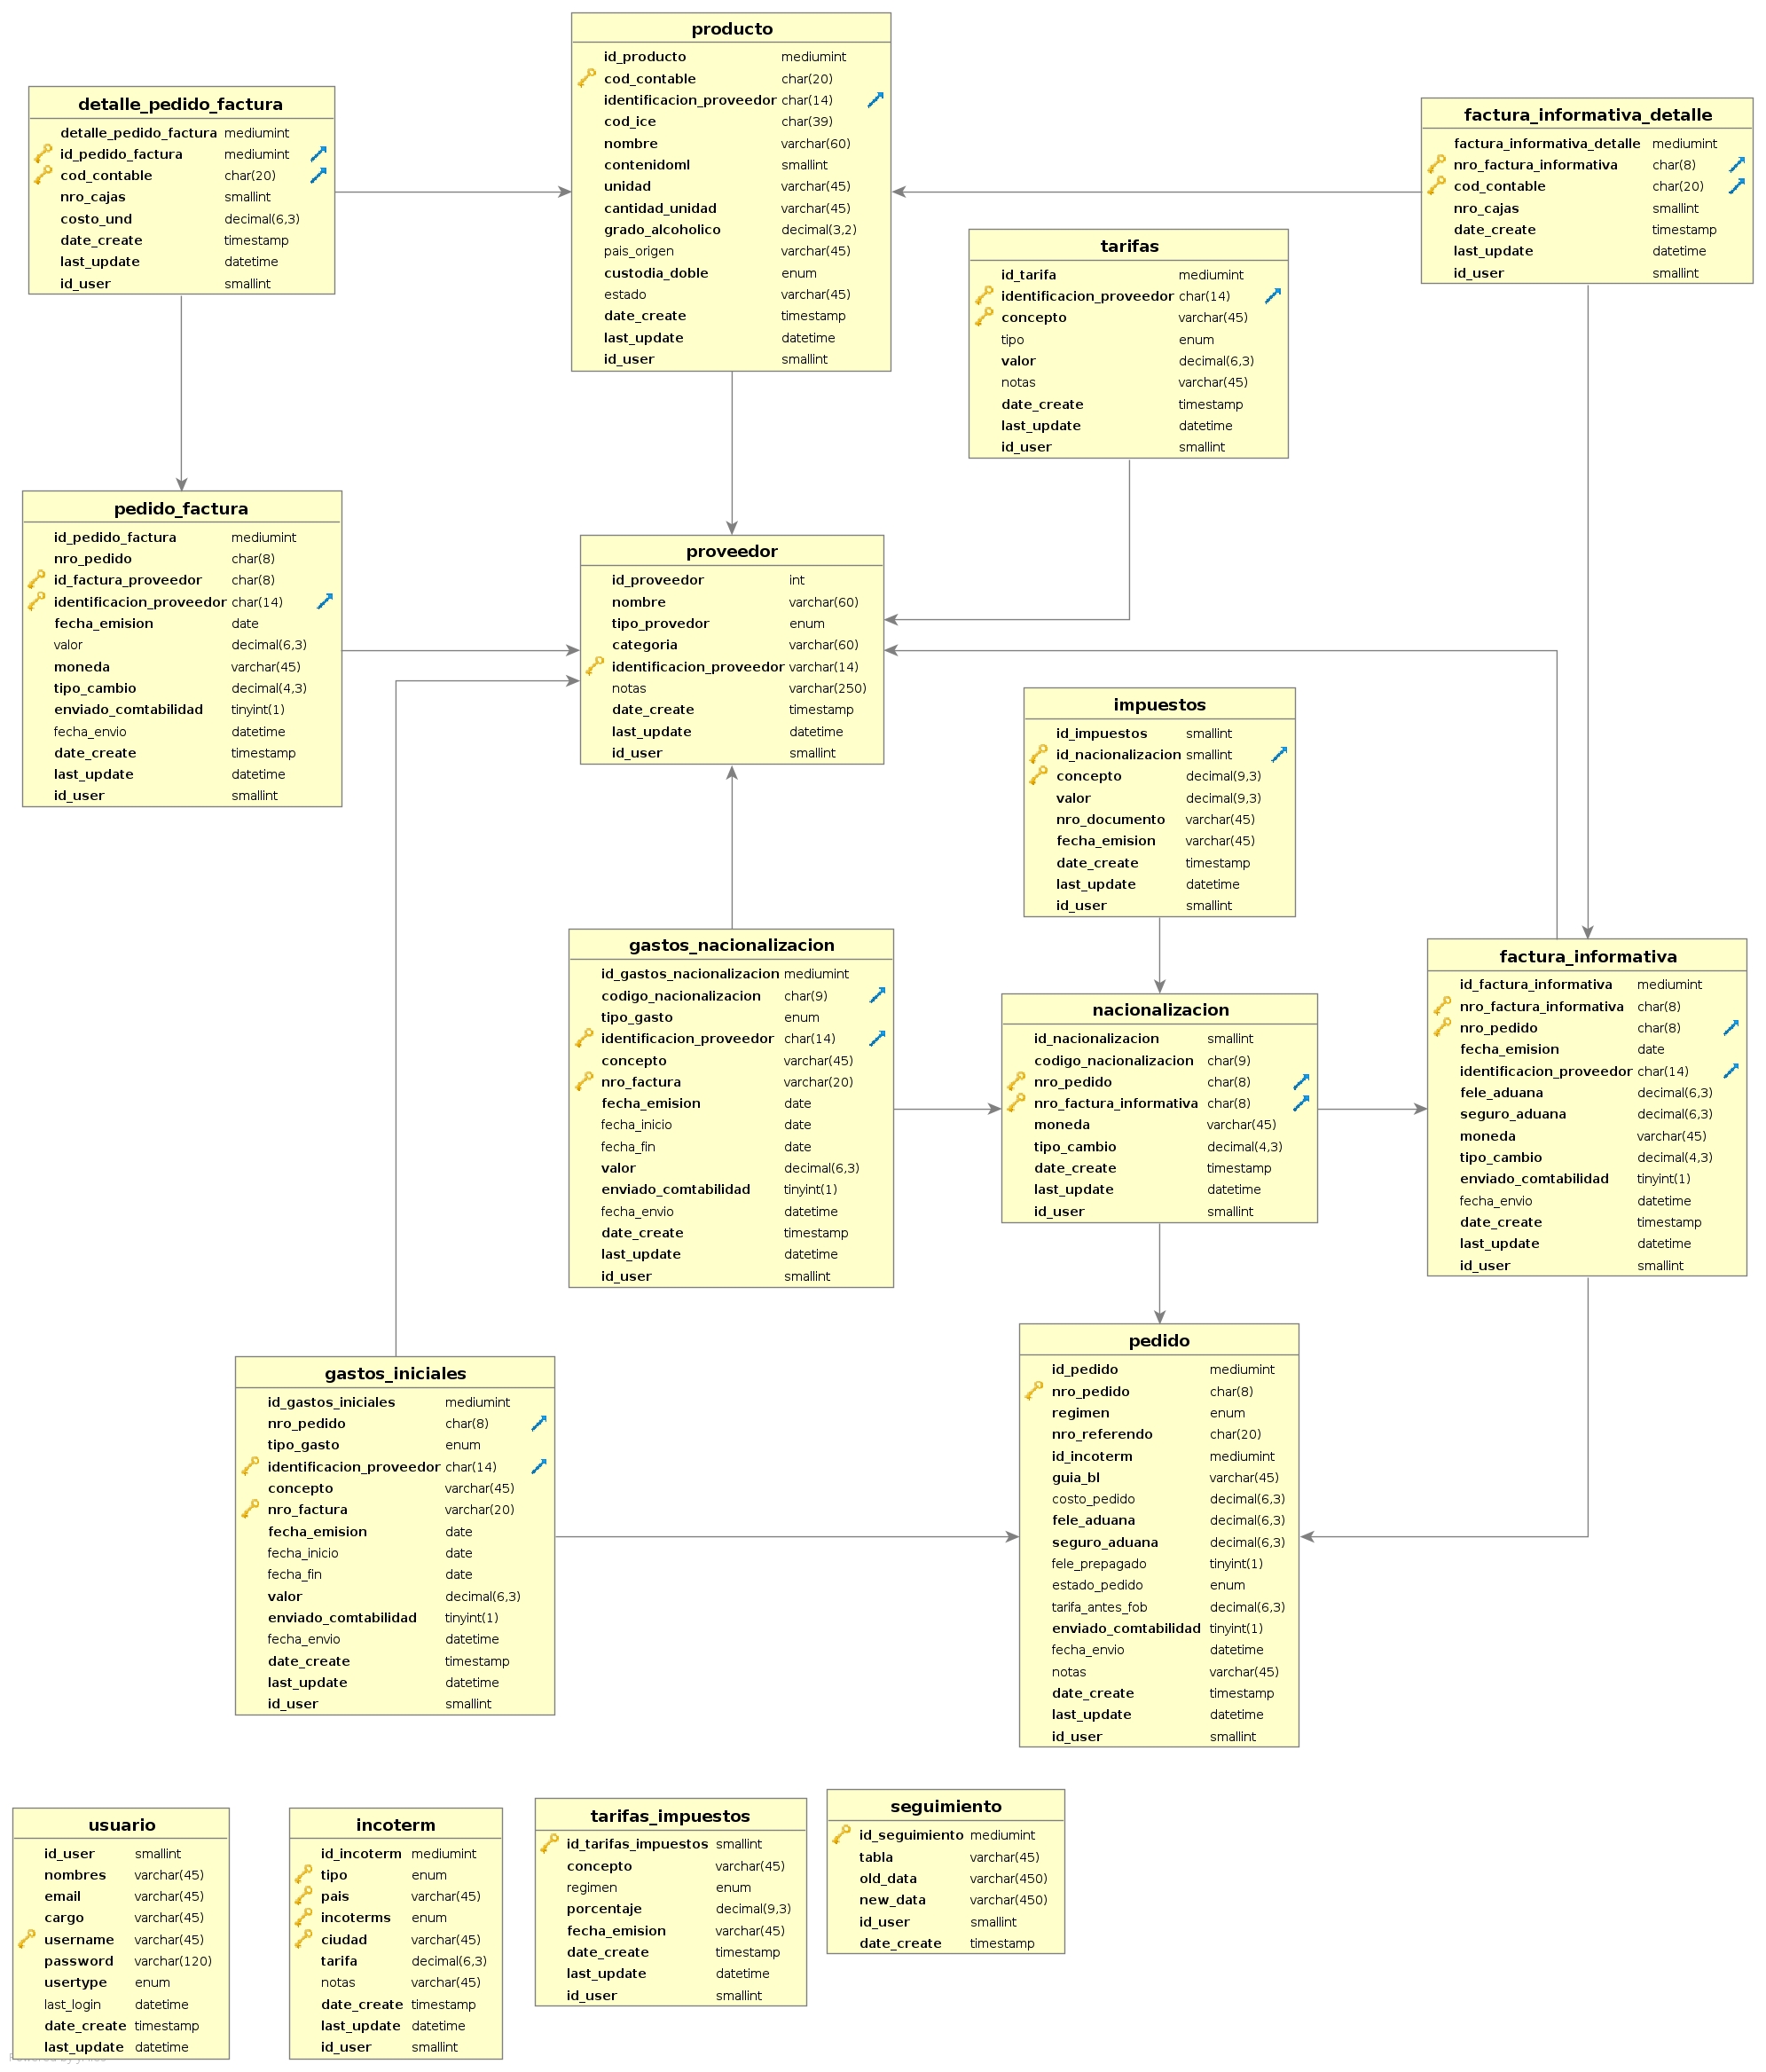 producto
id_producto mediumint
cod_contable char(20)
identificacion_proveedor char(14)
cod_ice char(39)
nombre varchar(60)
contenidoml smallint
unidad varchar(45)
cantidad_unidad varchar(45)
grado_alcoholico decimal(3,2)
pais_origen varchar(45)
custodia_doble enum
estado varchar(45)
date_create timestamp
last_update datetime
id_user smallint
detalle_pedido_factura
detalle_pedido_factura mediumint
id_pedido_factura mediumint
cod_contable char(20)
nro_cajas smallint
costo_und decimal(6,3)
date_create timestamp
last_update datetime
id_user smallint
factura_informativa_detalle
factura_informativa_detalle mediumint
nro_factura_informativa char(8)
cod_contable char(20)
nro_cajas smallint
date_create timestamp
last_update datetime
id_user smallint
tarifas
id_tarifa mediumint
identificacion_proveedor char(14)
concepto varchar(45)
tipo enum
valor decimal(6,3)
notas varchar(45)
date_create timestamp
last_update datetime
id_user smallint
pedido_factura
id_pedido_factura mediumint
nro_pedido char(8)
id_factura_proveedor char(8)
identificacion_proveedor char(14)
fecha_emision date
valor decimal(6,3)
moneda varchar(45)
tipo_cambio decimal(4,3)
enviado_comtabilidad tinyint(1)
fecha_envio datetime
date_create timestamp
last_update datetime
id_user smallint
proveedor
id_proveedor int
nombre varchar(60)
tipo_provedor enum
categoria varchar(60)
identificacion_proveedor varchar(14)
notas varchar(250)
date_create timestamp
last_update datetime
id_user smallint
impuestos
id_impuestos smallint
id_nacionalizacion smallint
concepto decimal(9,3)
valor decimal(9,3)
nro_documento varchar(45)
fecha_emision varchar(45)
date_create timestamp
last_update datetime
id_user smallint
gastos_nacionalizacion
id_gastos_nacionalizacion mediumint
codigo_nacionalizacion char(9)
tipo_gasto enum
identificacion_proveedor char(14)
concepto varchar(45)
nro_factura varchar(20)
fecha_emision date
fecha_inicio date
fecha_fin date
valor decimal(6,3)
enviado_comtabilidad tinyint(1)
fecha_envio datetime
date_create timestamp
last_update datetime
id_user smallint
nacionalizacion
id_nacionalizacion smallint
codigo_nacionalizacion char(9)
nro_pedido char(8)
nro_factura_informativa char(8)
moneda varchar(45)
tipo_cambio decimal(4,3)
date_create timestamp
last_update datetime
id_user smallint
factura_informativa
id_factura_informativa mediumint
nro_factura_informativa char(8)
nro_pedido char(8)
fecha_emision date
identificacion_proveedor char(14)
fele_aduana decimal(6,3)
seguro_aduana decimal(6,3)
moneda varchar(45)
tipo_cambio decimal(4,3)
enviado_comtabilidad tinyint(1)
fecha_envio datetime
date_create timestamp
last_update datetime
id_user smallint
gastos_iniciales
id_gastos_iniciales mediumint
nro_pedido char(8)
tipo_gasto enum
identificacion_proveedor char(14)
concepto varchar(45)
nro_factura varchar(20)
fecha_emision date
fecha_inicio date
fecha_fin date
valor decimal(6,3)
enviado_comtabilidad tinyint(1)
fecha_envio datetime
date_create timestamp
last_update datetime
id_user smallint
pedido
id_pedido mediumint
nro_pedido char(8)
regimen enum
nro_referendo char(20)
id_incoterm mediumint
guia_bl varchar(45)
costo_pedido decimal(6,3)
fele_aduana decimal(6,3)
seguro_aduana decimal(6,3)
fele_prepagado tinyint(1)
estado_pedido enum
tarifa_antes_fob decimal(6,3)
enviado_comtabilidad tinyint(1)
fecha_envio datetime
notas varchar(45)
date_create timestamp
last_update datetime
id_user smallint
usuario
id_user smallint
nombres varchar(45)
email varchar(45)
cargo varchar(45)
username varchar(45)
password varchar(120)
usertype enum
last_login datetime
date_create timestamp
last_update datetime
incoterm
id_incoterm mediumint
tipo enum
pais varchar(45)
incoterms enum
ciudad varchar(45)
tarifa decimal(6,3)
notas varchar(45)
date_create timestamp
last_update datetime
id_user smallint
tarifas_impuestos
id_tarifas_impuestos smallint
concepto varchar(45)
regimen enum
porcentaje decimal(9,3)
fecha_emision varchar(45)
date_create timestamp
last_update datetime
id_user smallint
seguimiento
id_seguimiento mediumint
tabla varchar(45)
old_data varchar(450)
new_data varchar(450)
id_user smallint
date_create timestamp